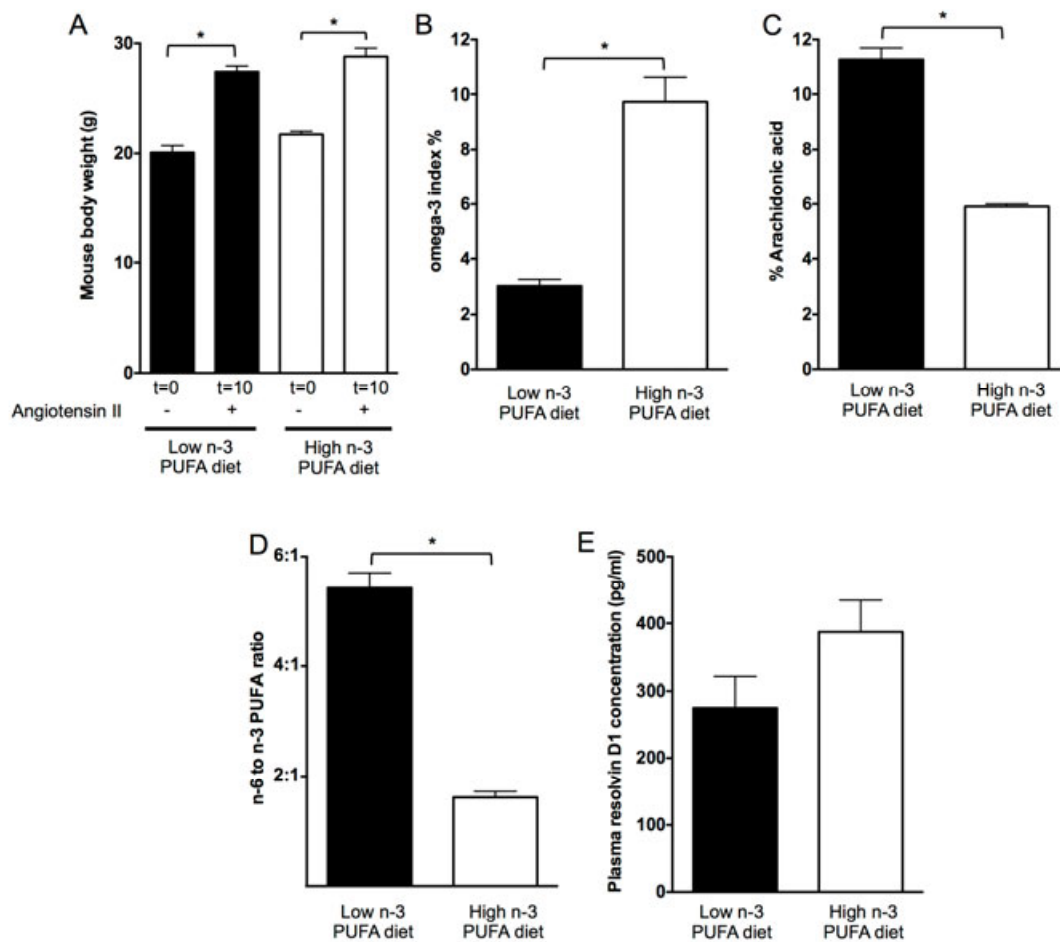 A
Mouse body weight (g)
30
20
10
0
*
*
t=0
t=10
t=0
t=10
Angiotensin II
-
+
-
+
Low n-3
PUFA diet
High n-3
PUFA diet
B
omega-3 index %
12
10
8
6
4
2
0
*
Low n-3
PUFA diet
High n-3
PUFA diet
C
% Arachidonic acid
12
10
8
6
4
2
0
*
Low n-3
PUFA diet
High n-3
PUFA diet
D
n-6 to n-3 PUFA ratio
6:1
4:1
2:1
*
Low n-3
PUFA diet
High n-3
PUFA diet
E
Plasma resolvin D1 concentration (pg/ml)
500
400
300
200
100
0
Low n-3
PUFA diet
High n-3
PUFA diet